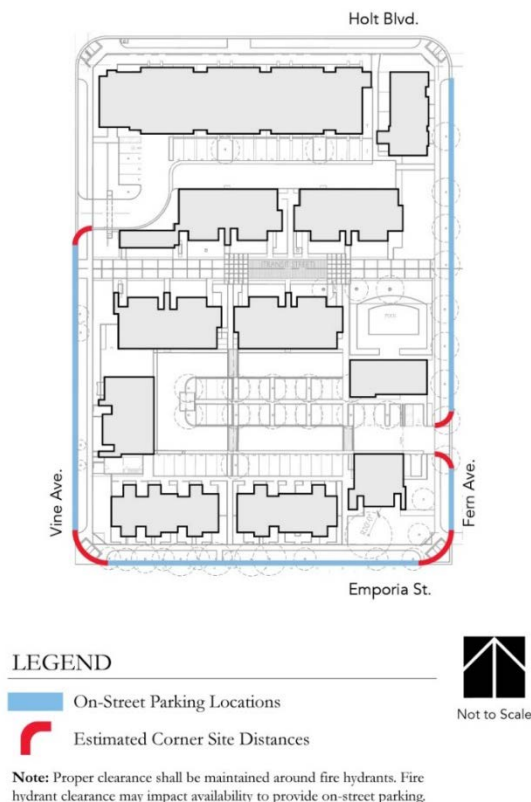 Holt Blvd.
Vine Ave.
Fern Ave.
Emporia St.
LEGEND
On-Street Parking Locations
Estimated Corner Site Distances
Not to Scale
Note: Proper clearance shall be maintained around fire hydrants. Fire
hydrant clearance may impact availability to provide on-street parking.